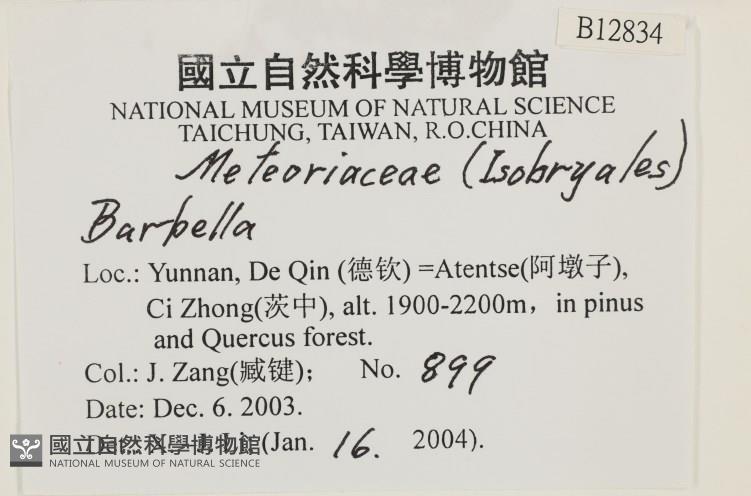 B12834
國立自然科學博物館
NATIONAL MUSEUM OF NATURAL SCIENCE
TAICHUNG, TAIWAN, R.O.CHINA
Meteoriaceae (Isobryales)
Barbella
Loc.: Yunnan, De Qin (德钦) =Atentse(阿墩子),
Ci Zhong(茨中), alt. 1900-2200m, in pinus
and Quercus forest.
Col.: J. Zang(臧键); No. 899
Date: Dec. 6. 2003.
(Jan. 16. 2004).
國立自然科學博物館
NATIONAL MUSEUM OF NATURAL SCIENCE